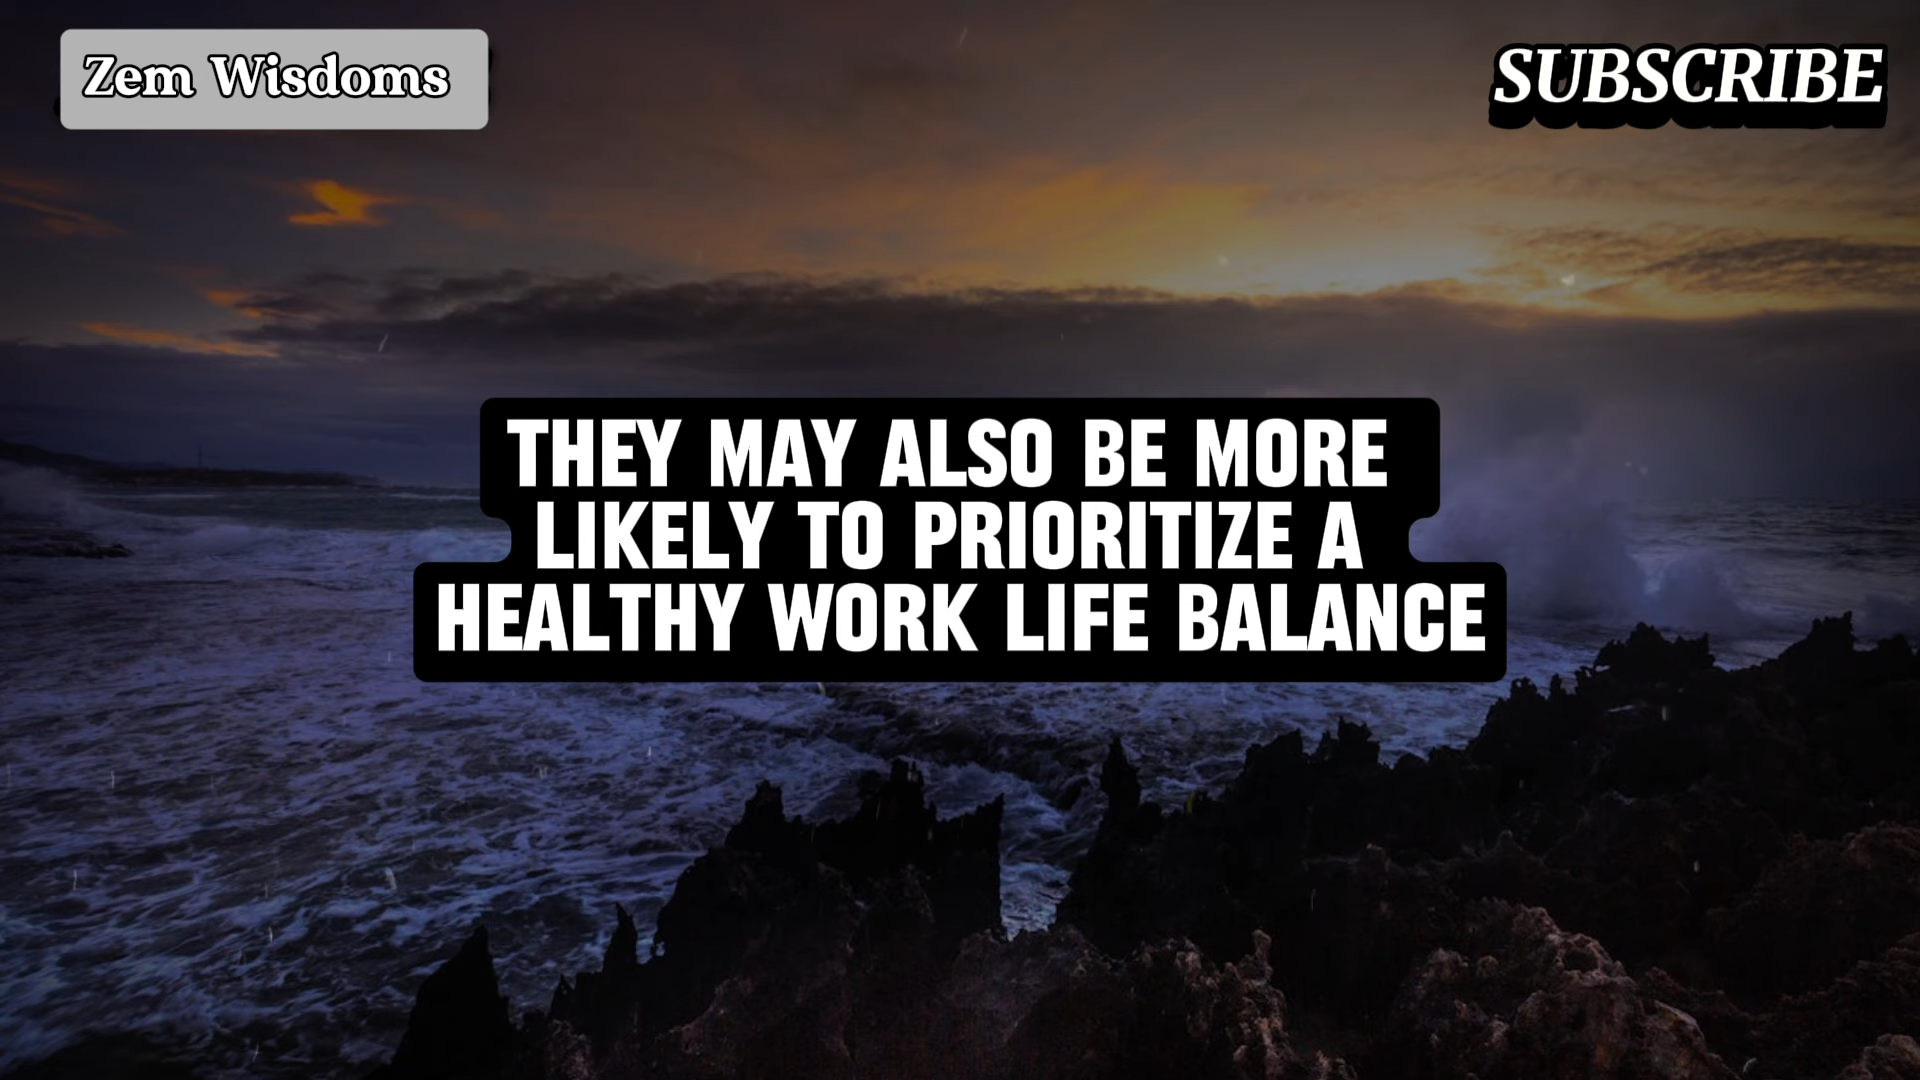 Zem Wisdoms
SUBSCRIBE
THEY MAY ALSO BE MORE
LIKELY TO PRIORITIZE A
HEALTHY WORK LIFE BALANCE